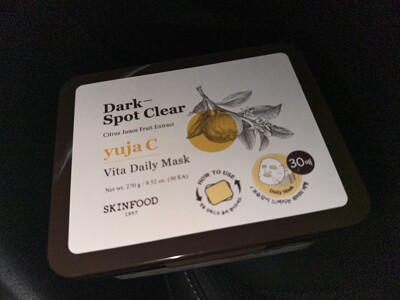 Dark—
Spot Clear
Citrus Junos Fruit Extract
yuja C
Vita Daily Mask
Net wt. 270 g / 9.52 oz. (30 EA)
SKINFOOD
1957
HOW TO USE
30매
Daily Mask